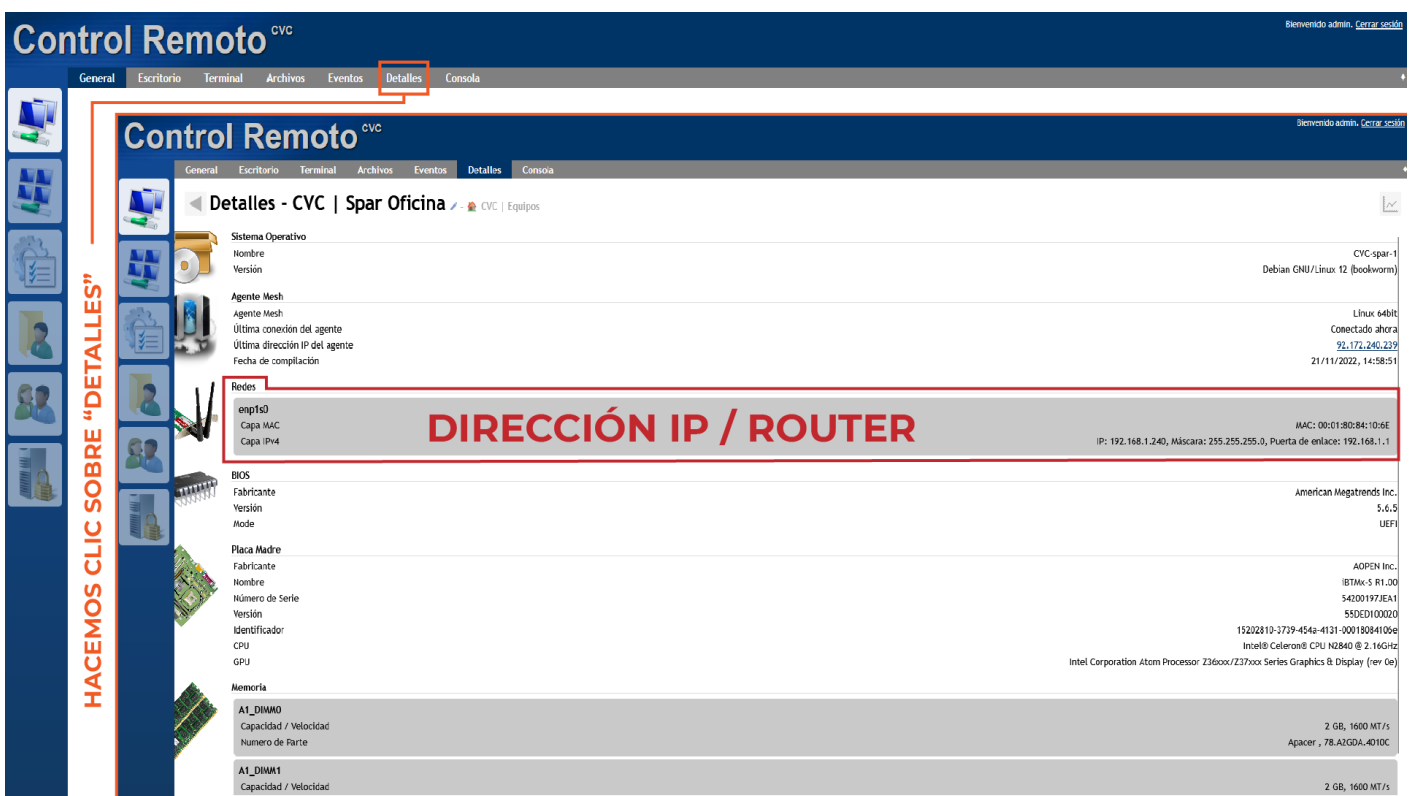 Control Remoto CVC
Bienvenido admin. Cerrar sesión
General Escritorio Terminal Archivos Eventos Detalles Consola
HACEMOS CLIC SOBRE “DETALLES”
Control Remoto CVC
Bienvenido admin. Cerrar sesión
General Escritorio Terminal Archivos Eventos Detalles Consola
Detalles - CVC | Spar Oficina - CVC | Equipos
Sistema Operativo
Nombre CVC-spar-1
Versión Debian GNU/Linux 12 (bookworm)
Agente Mesh
Agente Mesh Linux 64bit
Última conexión del agente Conectado ahora
Última dirección IP del agente 92.172.240.239
Fecha de compilación 21/11/2022, 14:58:51
Redes
enp1s0
DIRECCIÓN IP / ROUTER
Capa MAC MAC: 00:01:80:84:10:6E
Capa IPv4 IP: 192.168.1.240, Máscara: 255.255.255.0, Puerta de enlace: 192.168.1.1
BIOS
Fabricante American Megatrends Inc.
Versión 5.6.5
Mode UEFI
Placa Madre
Fabricante AOPEN Inc.
Nombre IBTMx-S R1.00
Número de Serie 54200197JEA1
Versión 55DED100020
Identificador 15202810-3739-454a-4131-00018084106e
CPU Intel® Celeron® CPU N2840 @ 2.16GHz
GPU Intel Corporation Atom Processor Z36xxx/Z37xxx Series Graphics & Display (rev 0e)
Memoria
A1_DIMM0
Capacidad / Velocidad 2 GB, 1600 MT/s
Numero de Parte Apacer , 78.A2GDA.4010C
A1_DIMM1
Capacidad / Velocidad 2 GB, 1600 MT/s